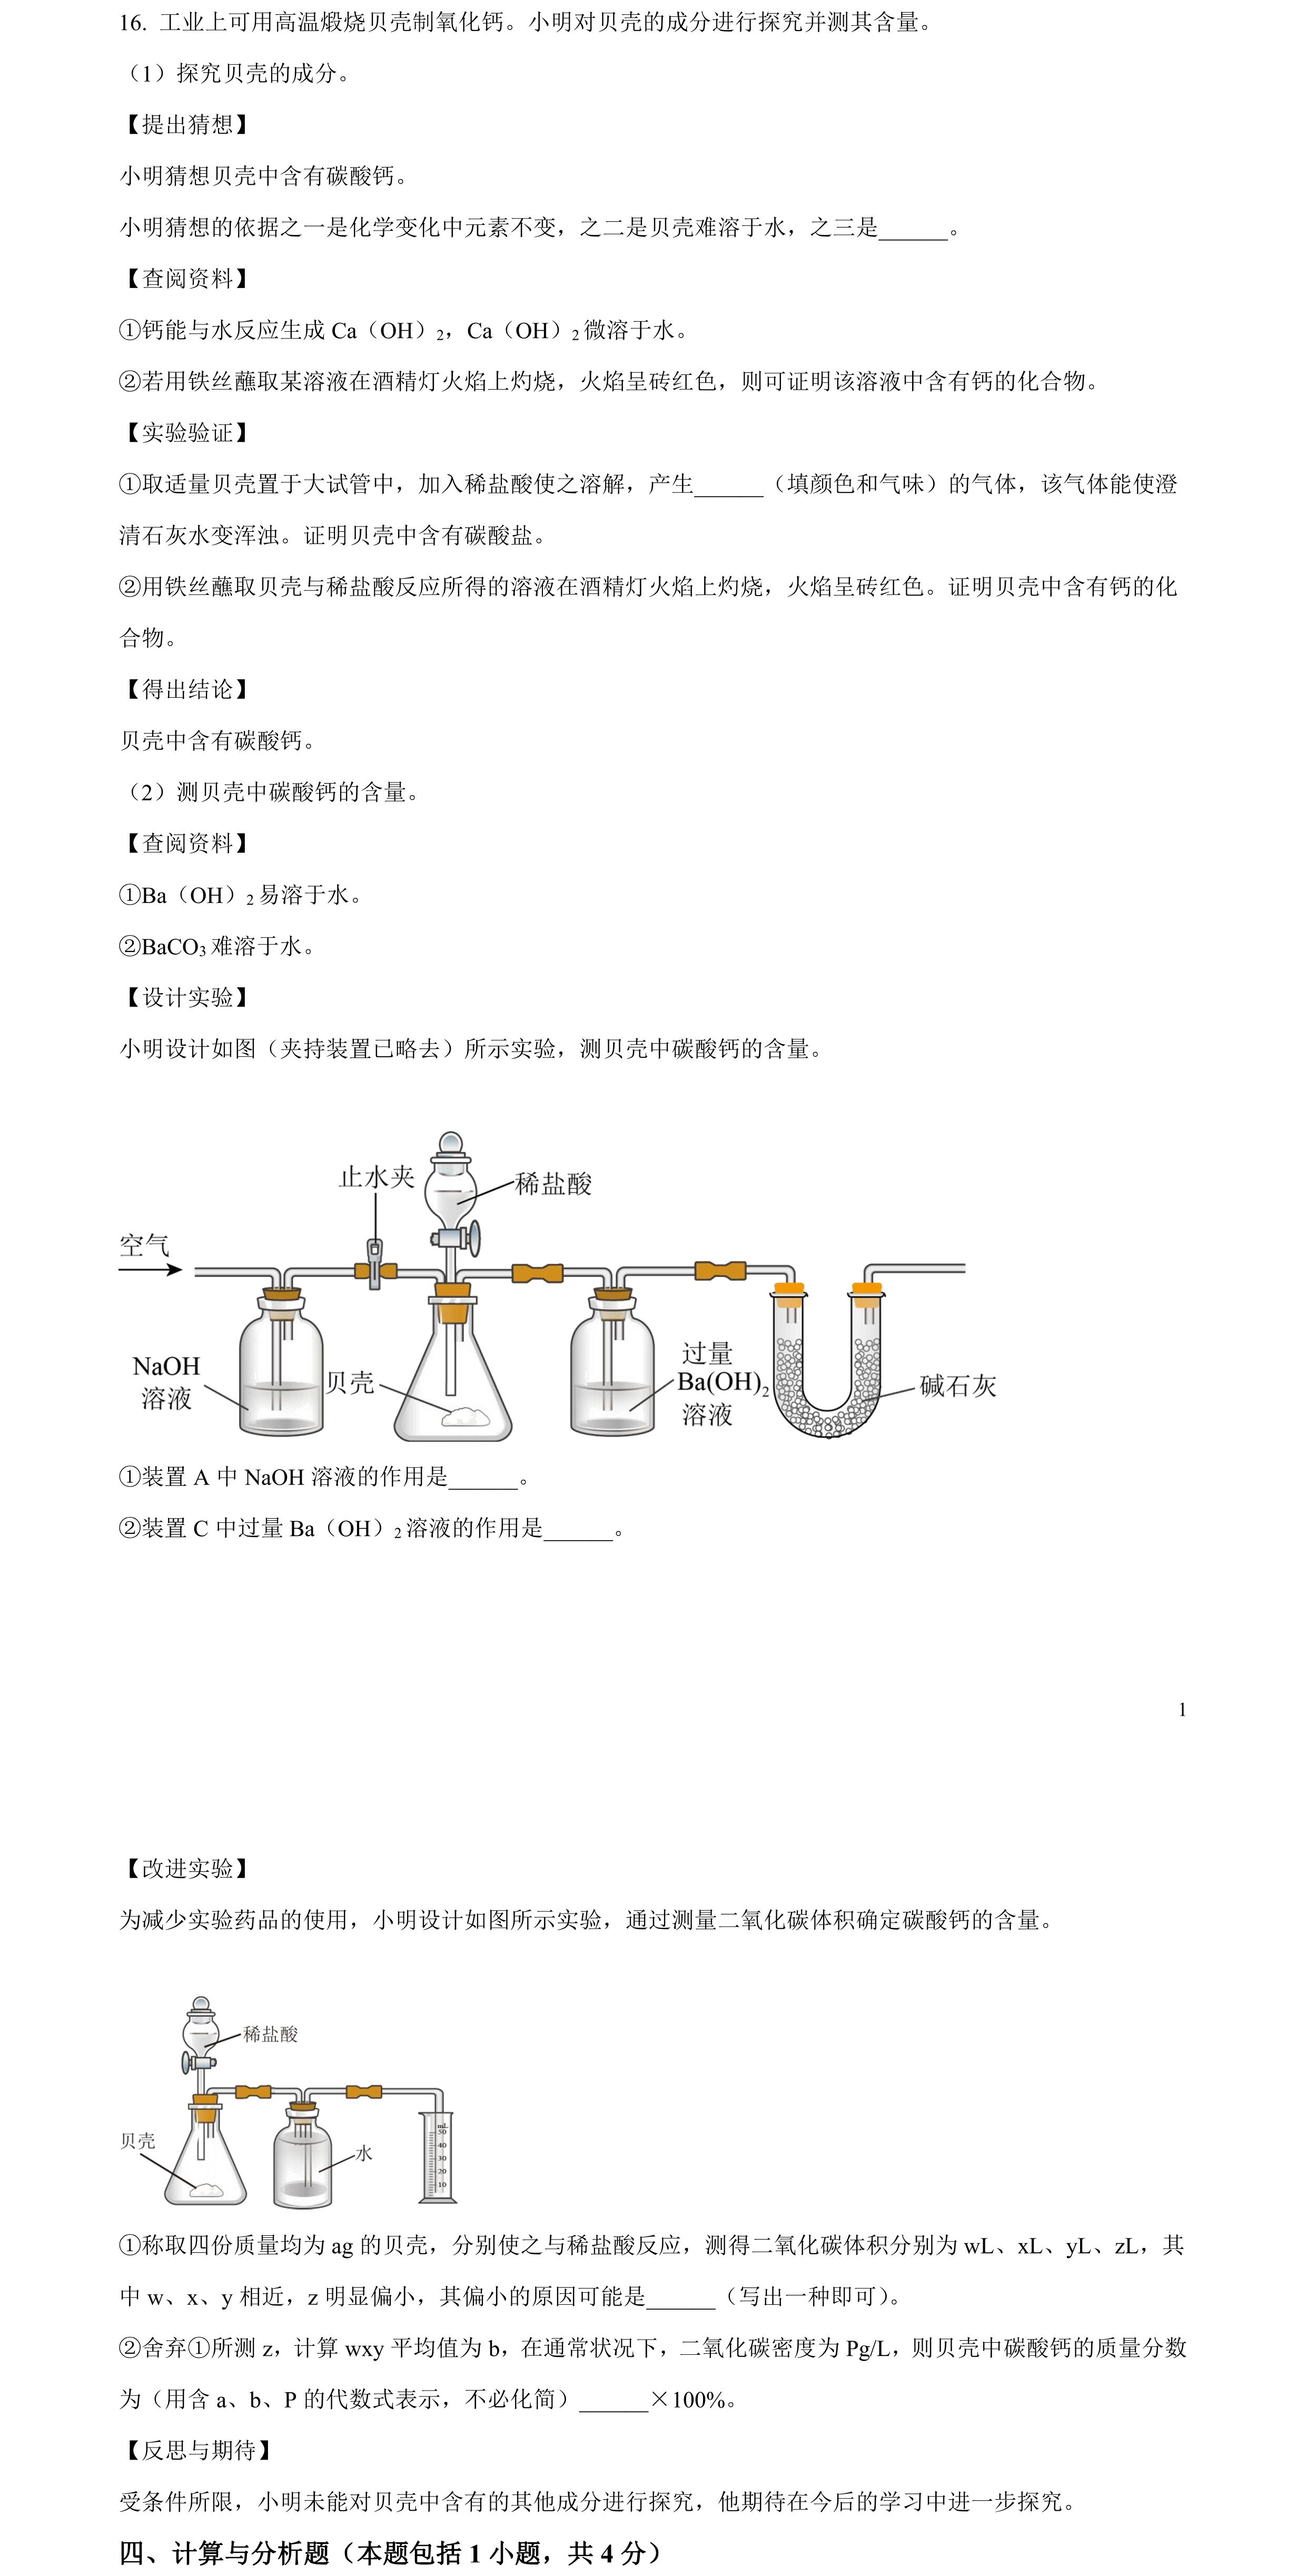 16. 工业上可用高温煅烧贝壳制氧化钙。小明对贝壳的成分进行探究并测其含量。
（1）探究贝壳的成分。
【提出猜想】
小明猜想贝壳中含有碳酸钙。
小明猜想的依据之一是化学变化中元素不变，之二是贝壳难溶于水，之三是______。
【查阅资料】
①钙能与水反应生成 Ca（OH）₂，Ca（OH）₂微溶于水。
②若用铁丝蘸取某溶液在酒精灯火焰上灼烧，火焰呈砖红色，则可证明该溶液中含有钙的化合物。
【实验验证】
①取适量贝壳置于大试管中，加入稀盐酸使之溶解，产生______（填颜色和气味）的气体，该气体能使澄
清石灰水变浑浊。证明贝壳中含有碳酸盐。
②用铁丝蘸取贝壳与稀盐酸反应所得的溶液在酒精灯火焰上灼烧，火焰呈砖红色。证明贝壳中含有钙的化
合物。
【得出结论】
贝壳中含有碳酸钙。
（2）测贝壳中碳酸钙的含量。
【查阅资料】
①Ba（OH）₂易溶于水。
②BaCO₃难溶于水。
【设计实验】
小明设计如图（夹持装置已略去）所示实验，测贝壳中碳酸钙的含量。
止水夹
稀盐酸
空气
NaOH
溶液
贝壳
过量
Ba(OH)₂
溶液
碱石灰
①装置 A 中 NaOH 溶液的作用是______。
②装置 C 中过量 Ba（OH）₂溶液的作用是______。
1
【改进实验】
为减少实验药品的使用，小明设计如图所示实验，通过测量二氧化碳体积确定碳酸钙的含量。
稀盐酸
贝壳
水
mL
50
40
30
20
10
①称取四份质量均为 ag 的贝壳，分别使之与稀盐酸反应，测得二氧化碳体积分别为 wL、xL、yL、zL，其
中 w、x、y 相近，z 明显偏小，其偏小的原因可能是______（写出一种即可）。
②舍弃①所测 z，计算 wxy 平均值为 b，在通常状况下，二氧化碳密度为 Pg/L，则贝壳中碳酸钙的质量分数
为（用含 a、b、P 的代数式表示，不必化简）______×100%。
【反思与期待】
受条件所限，小明未能对贝壳中含有的其他成分进行探究，他期待在今后的学习中进一步探究。
四、计算与分析题（本题包括 1 小题，共 4 分）